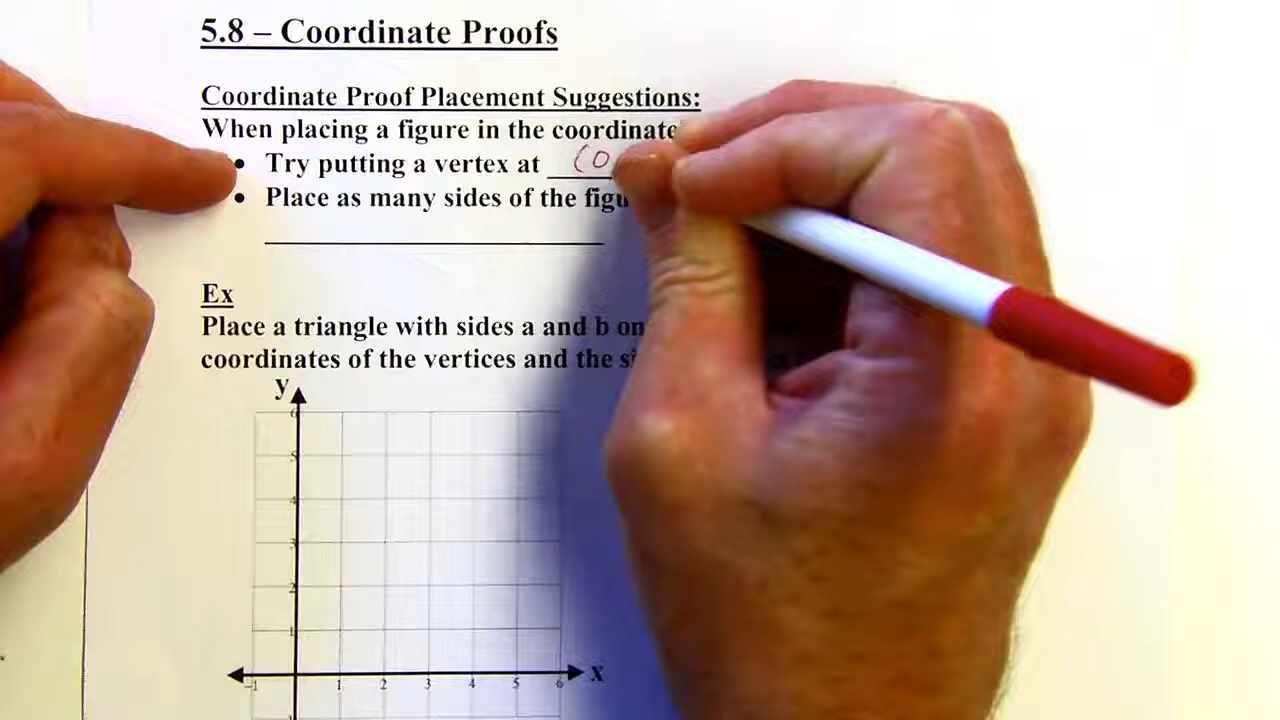 5.8 – Coordinate Proofs
Coordinate Proof Placement Suggestions:
When placing a figure in the coordinate
• Try putting a vertex at (0
• Place as many sides of the figu
Ex
Place a triangle with sides a and b on
coordinates of the vertices and the
y
6
5
4
3
2
1
x
-1 1 2 3 4 5 6